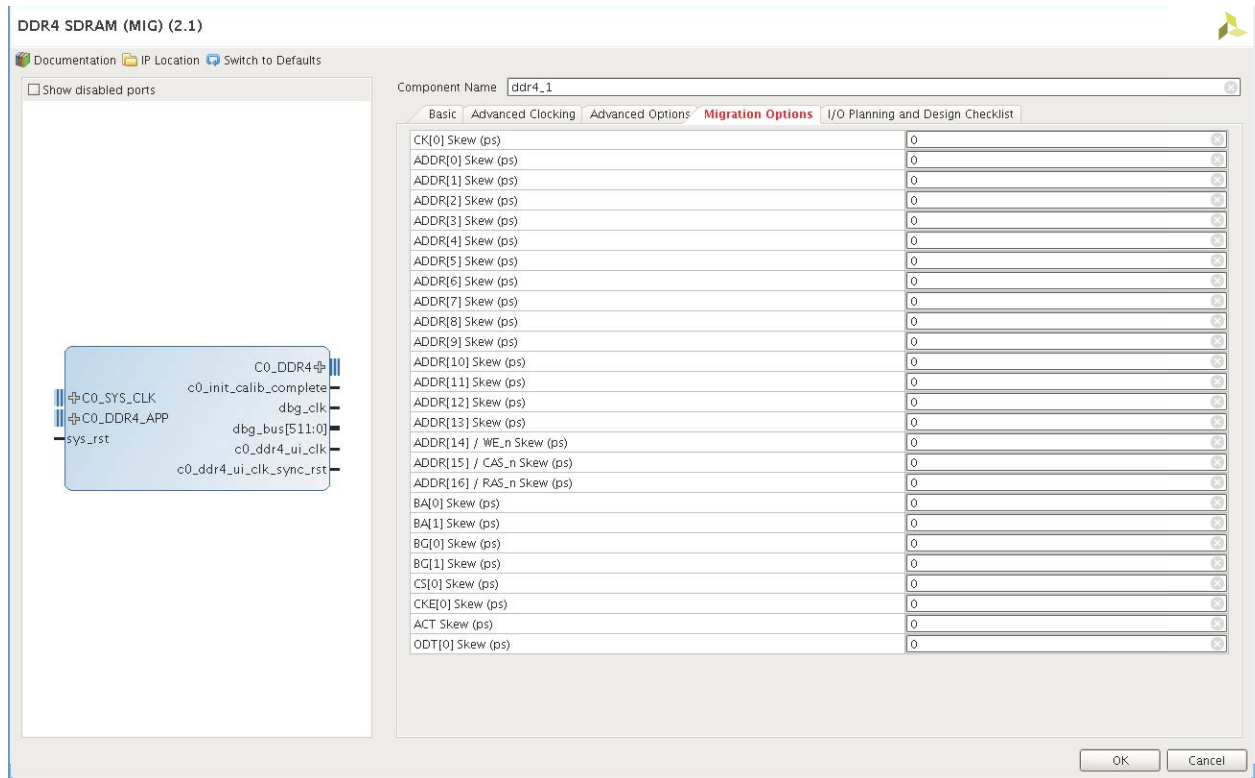 DDR4 SDRAM (MIG) (2.1)
Documentation IP Location Switch to Defaults
Show disabled ports
C0_SYS_CLK
C0_DDR4_APP
sys_rst
C0_DDR4
c0_init_calib_complete
dbg_clk
dbg_bus[511:0]
c0_ddr4_ui_clk
c0_ddr4_ui_clk_sync_rst
Component Name ddr4_1
Basic Advanced Clocking Advanced Options Migration Options I/O Planning and Design Checklist
CK[0] Skew (ps) 0
ADDR[0] Skew (ps) 0
ADDR[1] Skew (ps) 0
ADDR[2] Skew (ps) 0
ADDR[3] Skew (ps) 0
ADDR[4] Skew (ps) 0
ADDR[5] Skew (ps) 0
ADDR[6] Skew (ps) 0
ADDR[7] Skew (ps) 0
ADDR[8] Skew (ps) 0
ADDR[9] Skew (ps) 0
ADDR[10] Skew (ps) 0
ADDR[11] Skew (ps) 0
ADDR[12] Skew (ps) 0
ADDR[13] Skew (ps) 0
ADDR[14] / WE_n Skew (ps) 0
ADDR[15] / CAS_n Skew (ps) 0
ADDR[16] / RAS_n Skew (ps) 0
BA[0] Skew (ps) 0
BA[1] Skew (ps) 0
BG[0] Skew (ps) 0
BG[1] Skew (ps) 0
CS[0] Skew (ps) 0
CKE[0] Skew (ps) 0
ACT Skew (ps) 0
ODT[0] Skew (ps) 0
OK Cancel